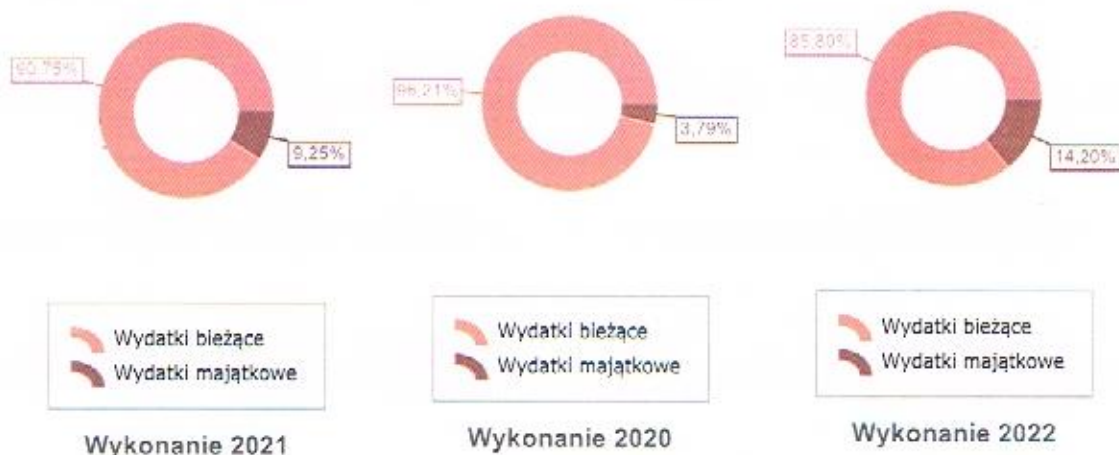 90,75%
9,25%
96,21%
3,79%
85,80%
14,20%
Wydatki bieżące
Wydatki majątkowe
Wykonanie 2021
Wydatki bieżące
Wydatki majątkowe
Wykonanie 2020
Wydatki bieżące
Wydatki majątkowe
Wykonanie 2022